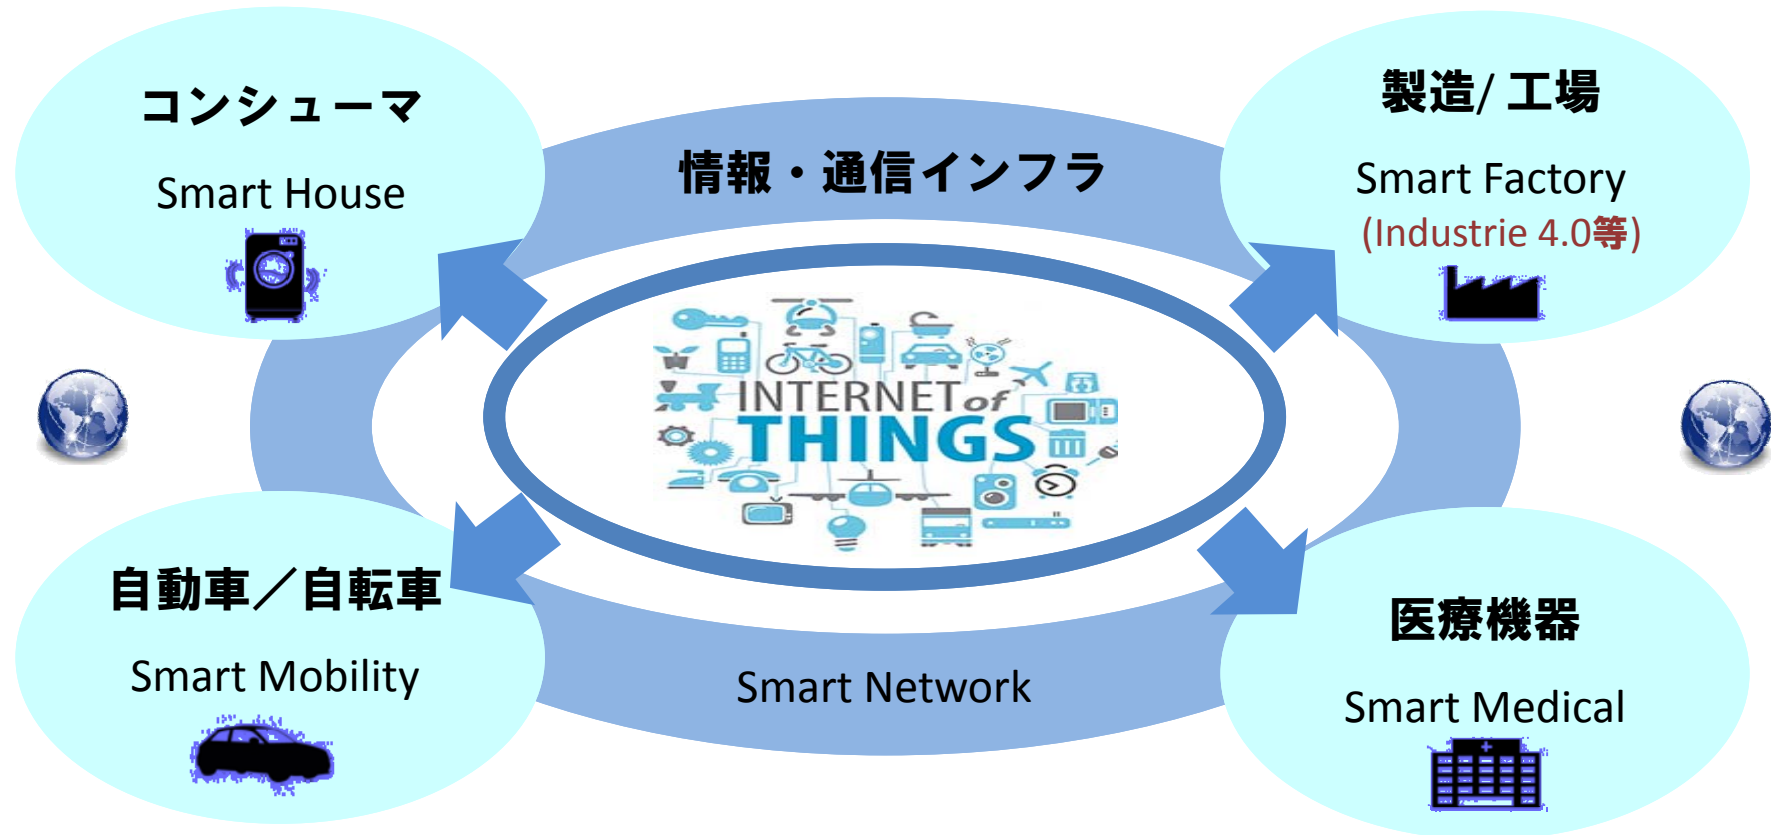 コンシューマ
Smart House
情報・通信インフラ
製造/ 工場
Smart Factory
(Industrie 4.0等)
INTERNET of
THINGS
自動車／自転車
Smart Mobility
Smart Network
医療機器
Smart Medical